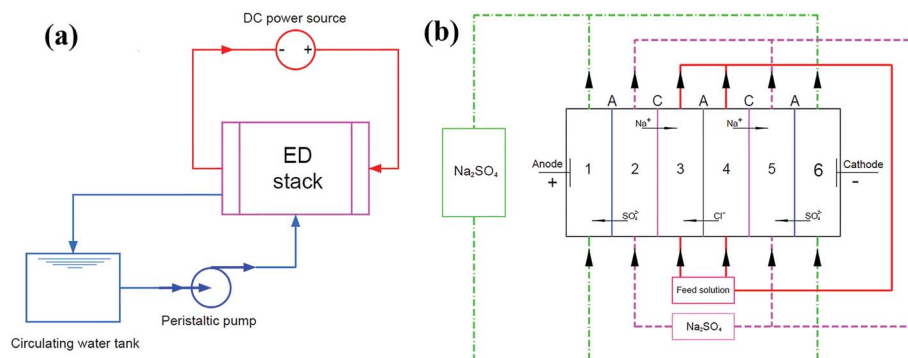 (a)
DC power source
- +
ED
stack
Peristaltic pump
Circulating water tank
(b)
A C A C A
Na⁺ Na⁺
Na₂SO₄
Anode
+
1 2 3 4 5 6
Cathode
-
SO₄²⁻ Cl⁻ SO₄²⁻
Feed solution
Na₂SO₄